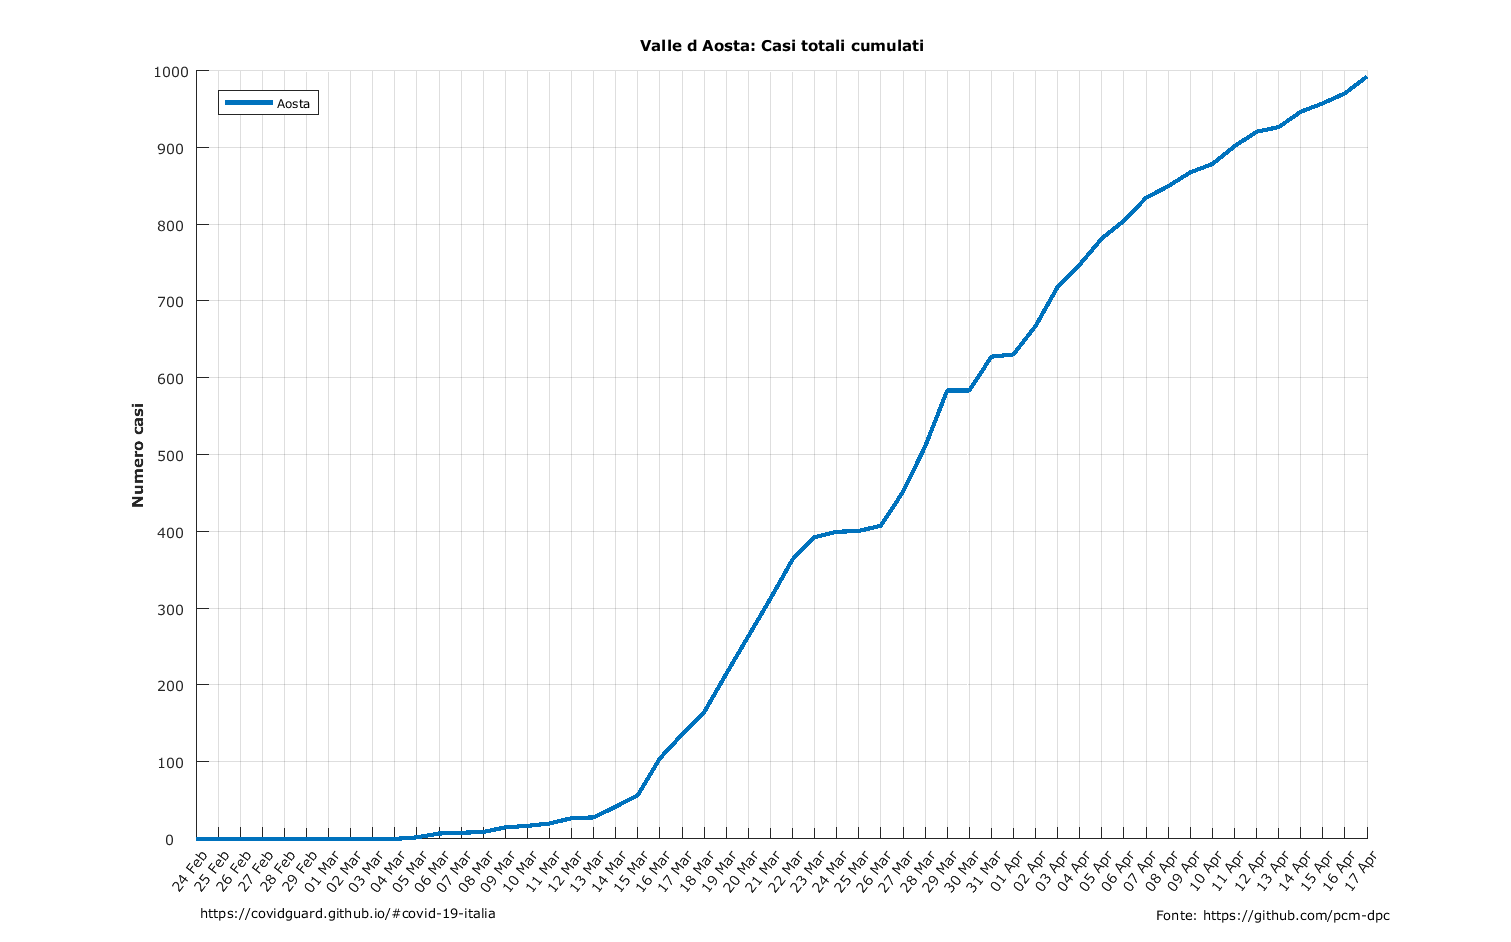 Valle d Aosta: Casi totali cumulati
Aosta
Numero casi
1000
900
800
700
600
500
400
300
200
100
0
24 Feb
25 Feb
26 Feb
27 Feb
28 Feb
29 Feb
01 Mar
02 Mar
03 Mar
04 Mar
05 Mar
06 Mar
07 Mar
08 Mar
09 Mar
10 Mar
11 Mar
12 Mar
13 Mar
14 Mar
15 Mar
16 Mar
17 Mar
18 Mar
19 Mar
20 Mar
21 Mar
22 Mar
23 Mar
24 Mar
25 Mar
26 Mar
27 Mar
28 Mar
29 Mar
30 Mar
31 Mar
01 Apr
02 Apr
03 Apr
04 Apr
05 Apr
06 Apr
07 Apr
08 Apr
09 Apr
10 Apr
11 Apr
12 Apr
13 Apr
14 Apr
15 Apr
16 Apr
17 Apr
https://covidguard.github.io/#covid-19-italia
Fonte: https://github.com/pcm-dpc